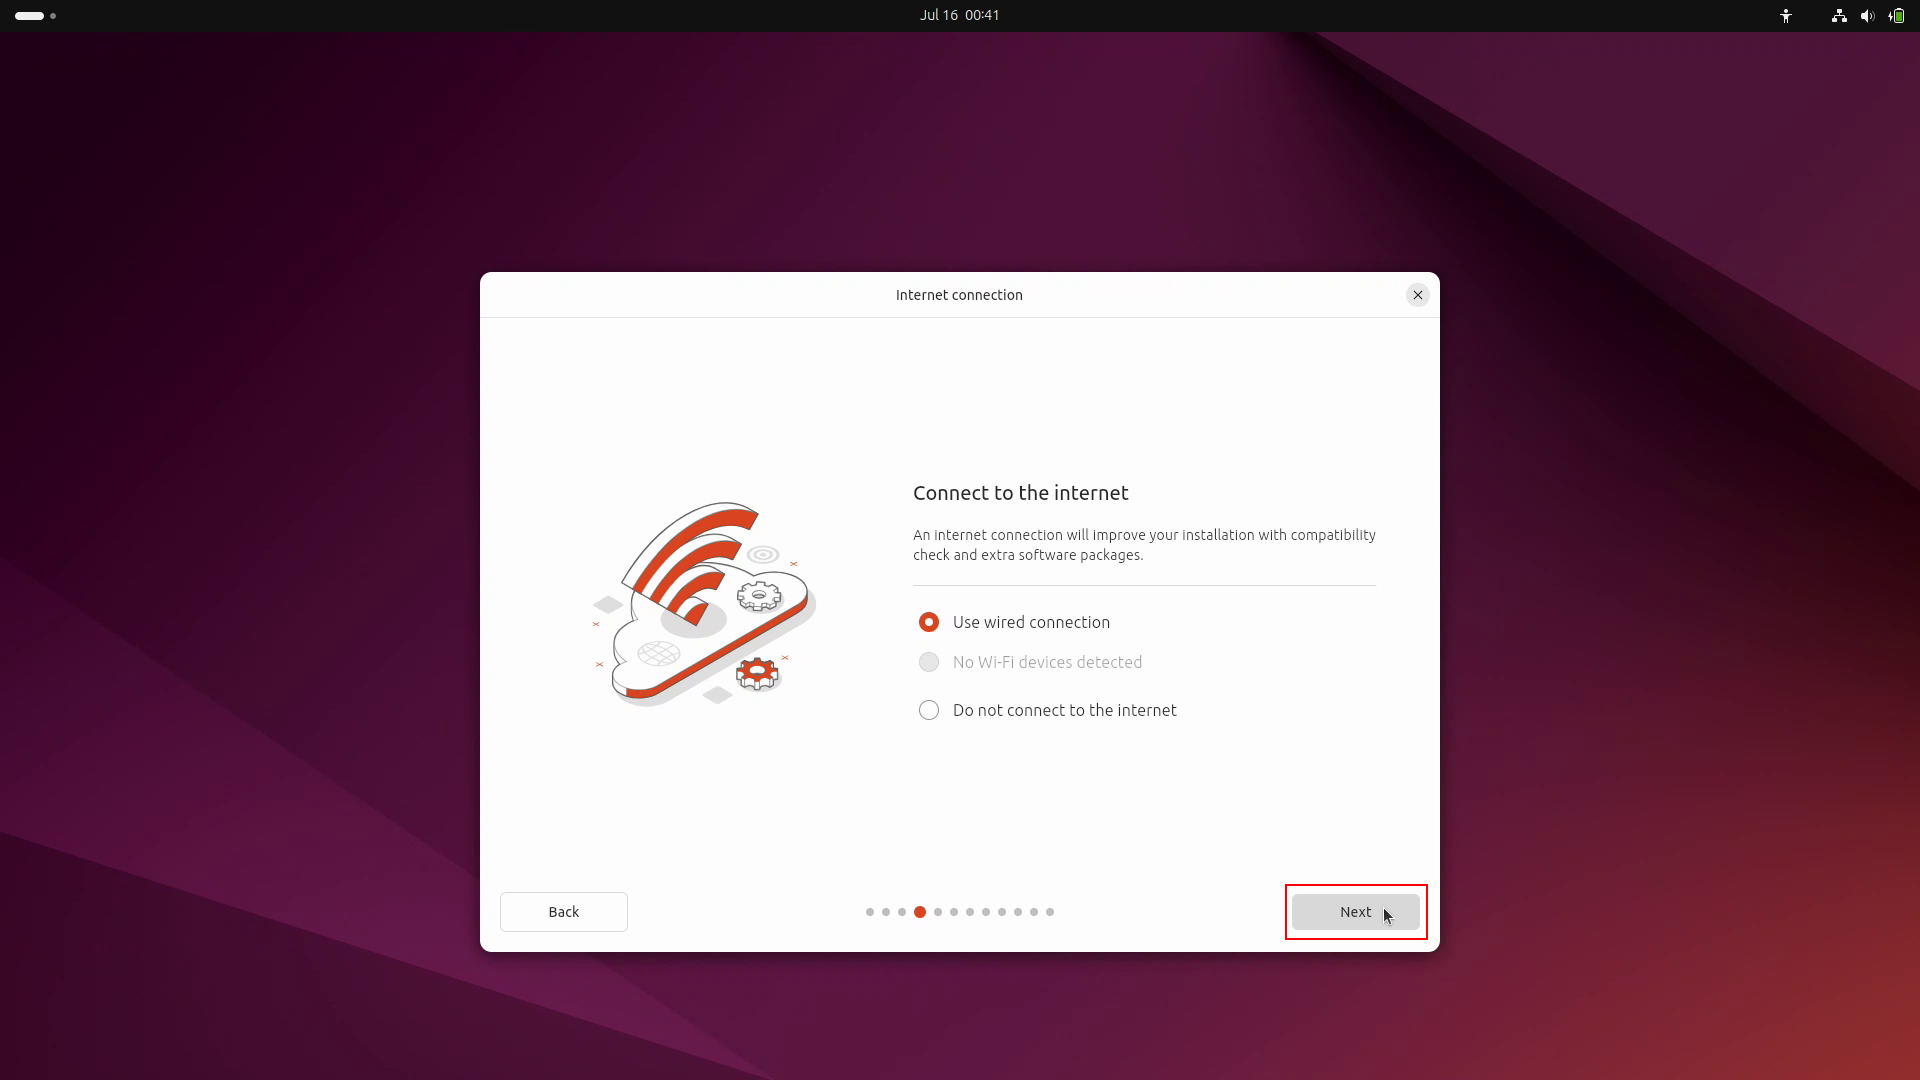 Jul 16 00:41
Internet connection
Connect to the internet
An internet connection will improve your installation with compatibility
check and extra software packages.
Use wired connection
No Wi-Fi devices detected
Do not connect to the internet
Back
Next